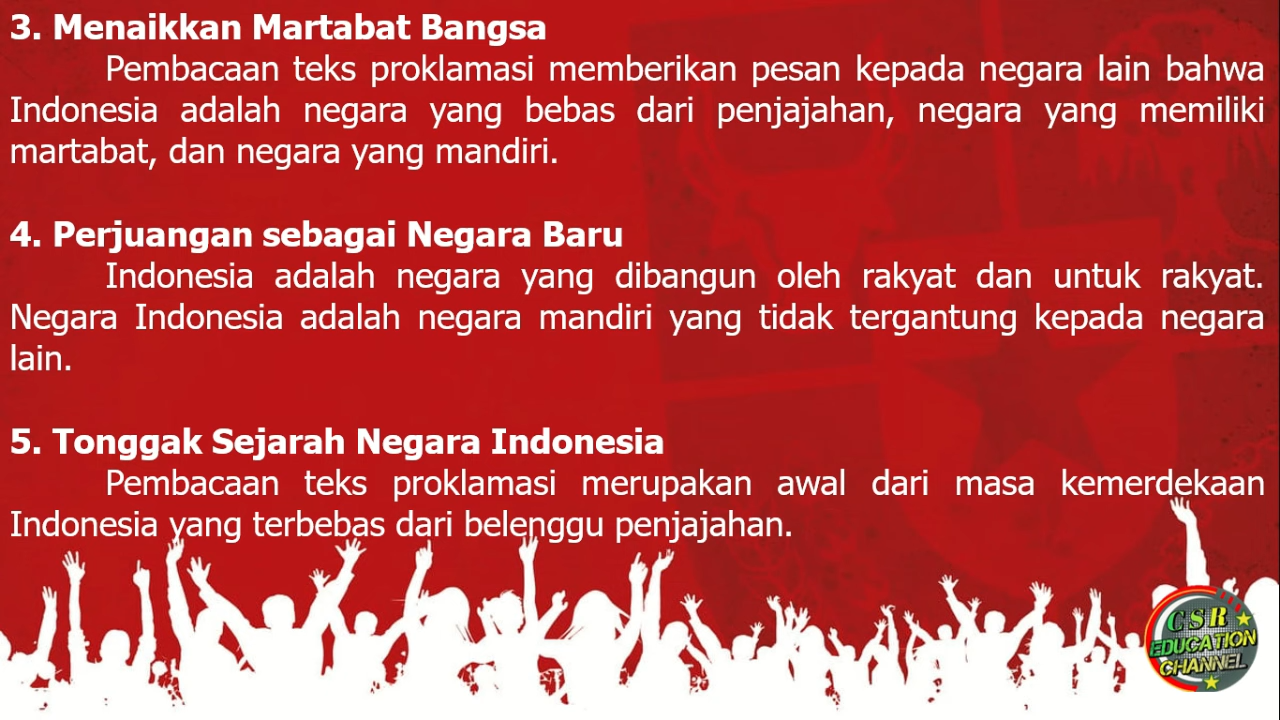 3. Menaikkan Martabat Bangsa
Pembacaan teks proklamasi memberikan pesan kepada negara lain bahwa
Indonesia adalah negara yang bebas dari penjajahan, negara yang memiliki
martabat, dan negara yang mandiri.
4. Perjuangan sebagai Negara Baru
Indonesia adalah negara yang dibangun oleh rakyat dan untuk rakyat.
Negara Indonesia adalah negara mandiri yang tidak tergantung kepada negara
lain.
5. Tonggak Sejarah Negara Indonesia
Pembacaan teks proklamasi merupakan awal dari masa kemerdekaan
Indonesia yang terbebas dari belenggu penjajahan.
CSR
EDUCATION
CHANNEL